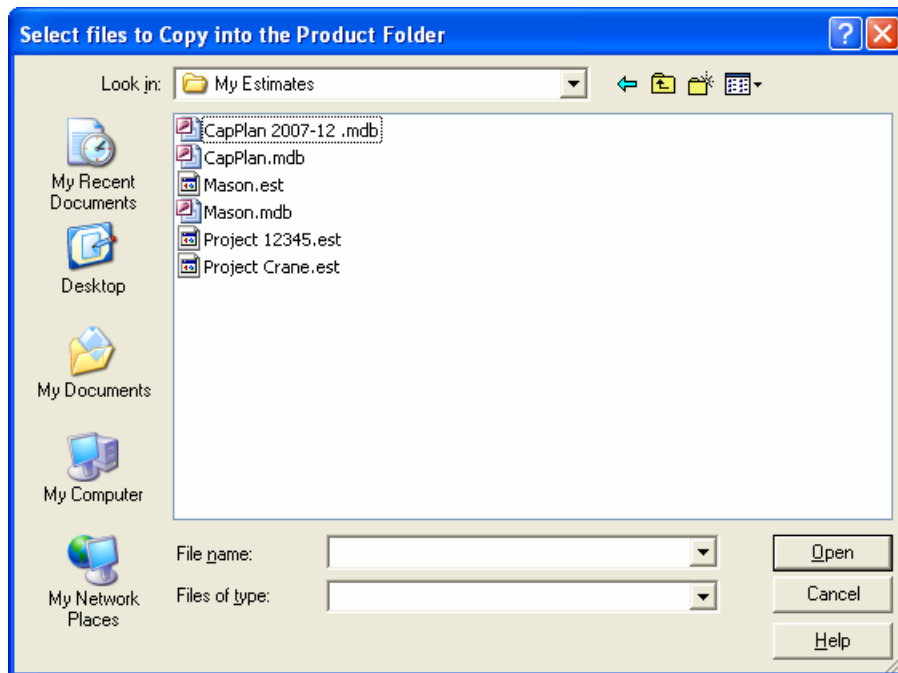 Select files to Copy into the Product Folder
Look in: My Estimates
My Recent
Documents
Desktop
My Documents
My Computer
My Network
Places
CapPlan 2007-12 .mdb
CapPlan.mdb
Mason.est
Mason.mdb
Project 12345.est
Project Crane.est
File name:
Open
Files of type:
Cancel
Help